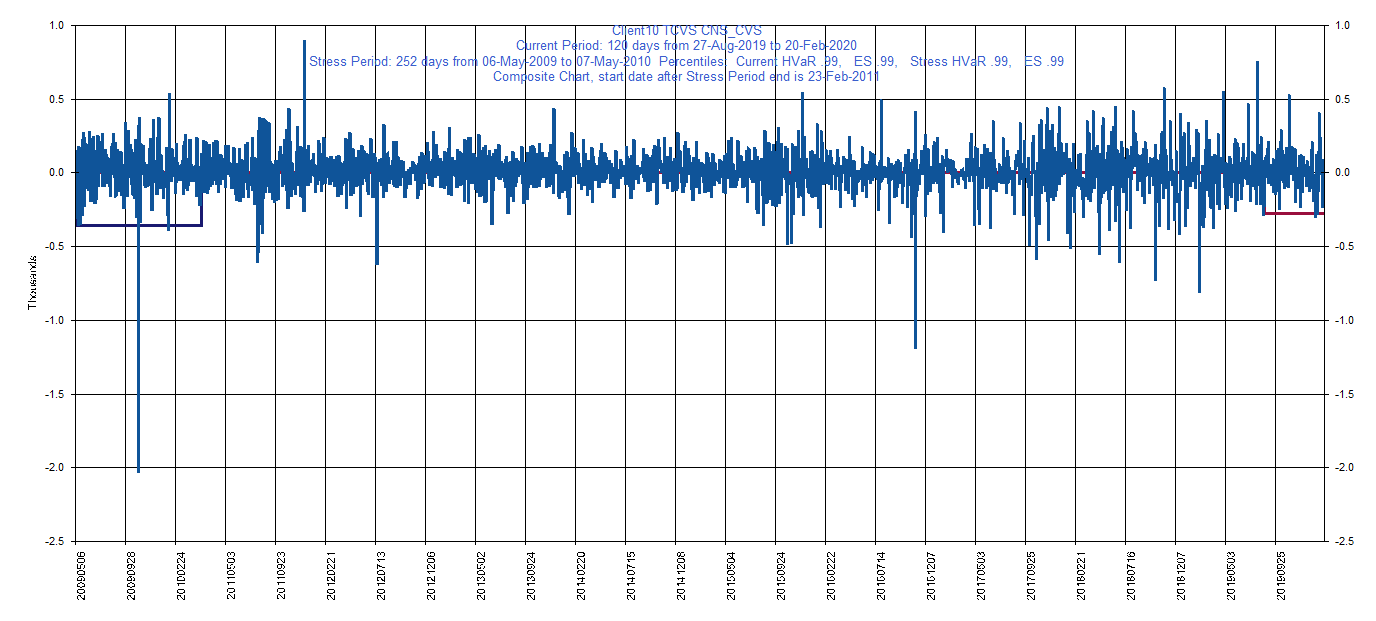 Client10 TCVS CNS_CVS
Current Period: 120 days from 27-Aug-2019 to 20-Feb-2020
Stress Period: 252 days from 06-May-2009 to 07-May-2010 Percentiles: Current HVaR .99, ES .99, Stress HVaR .99, ES .99
Composite Chart, start date after Stress Period end is 23-Feb-2011
1.0 1.0
0.5 0.5
0.0 0.0
-0.5 -0.5
-1.0 -1.0
-1.5 -1.5
-2.0 -2.0
-2.5 -2.5
Thousands
20090506 20090928 20100224 20110503 20110923 20120221 20120713 20121206 20130502 20130924 20140220 20140715 20141208 20150504 20150924 20160222 20160714 20161207 20170503 20170925 20180221 20180716 20181207 20190503 20190925